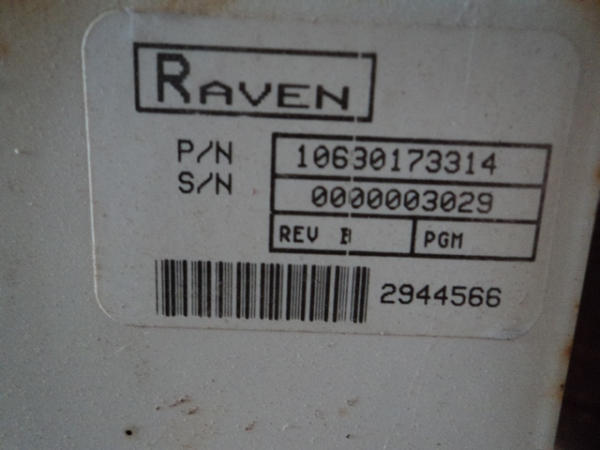 RAVEN
P/N 10630173314
S/N 0000003029
REV B PGM
2944566